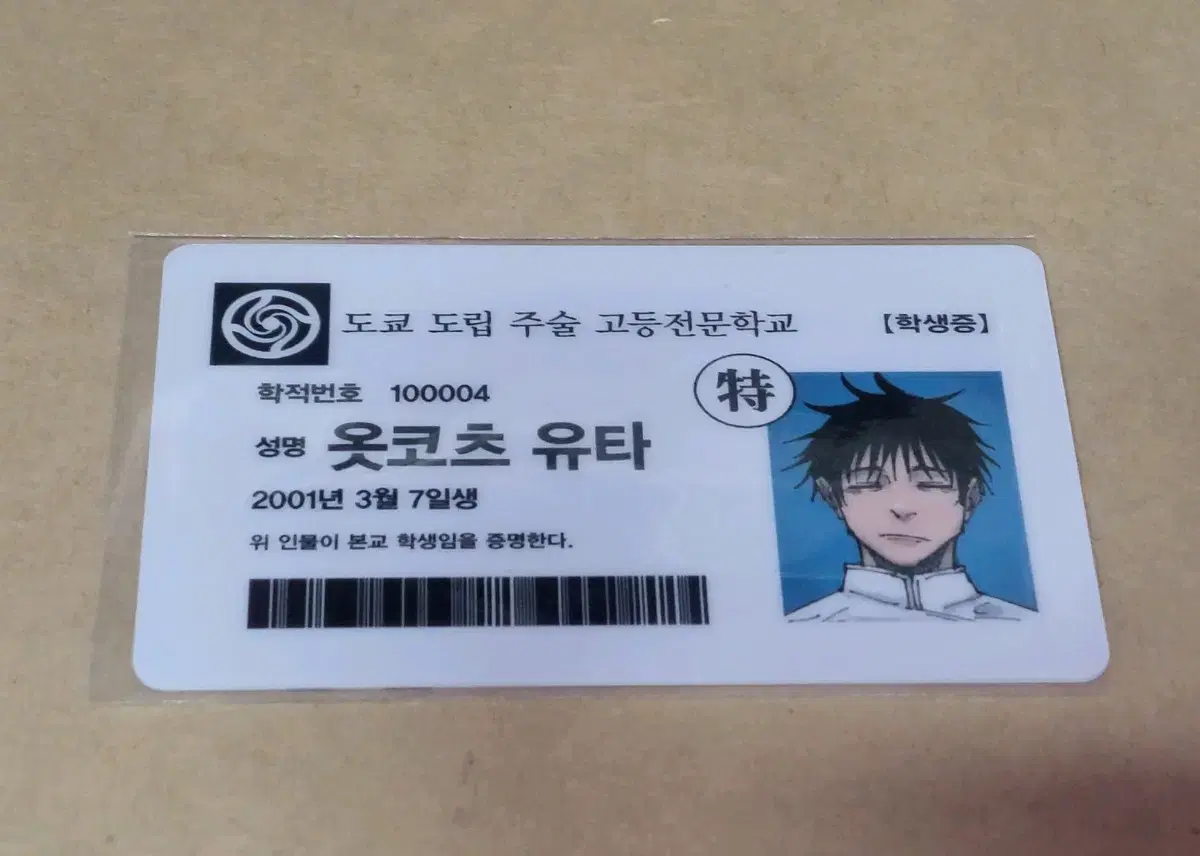 도쿄 도립 주술 고등전문학교 【학생증】
특적번호 100004
성명 옷코츠 유타
2001년 3월 7일생
위 인물이 본교 학생임을 증명한다.
特